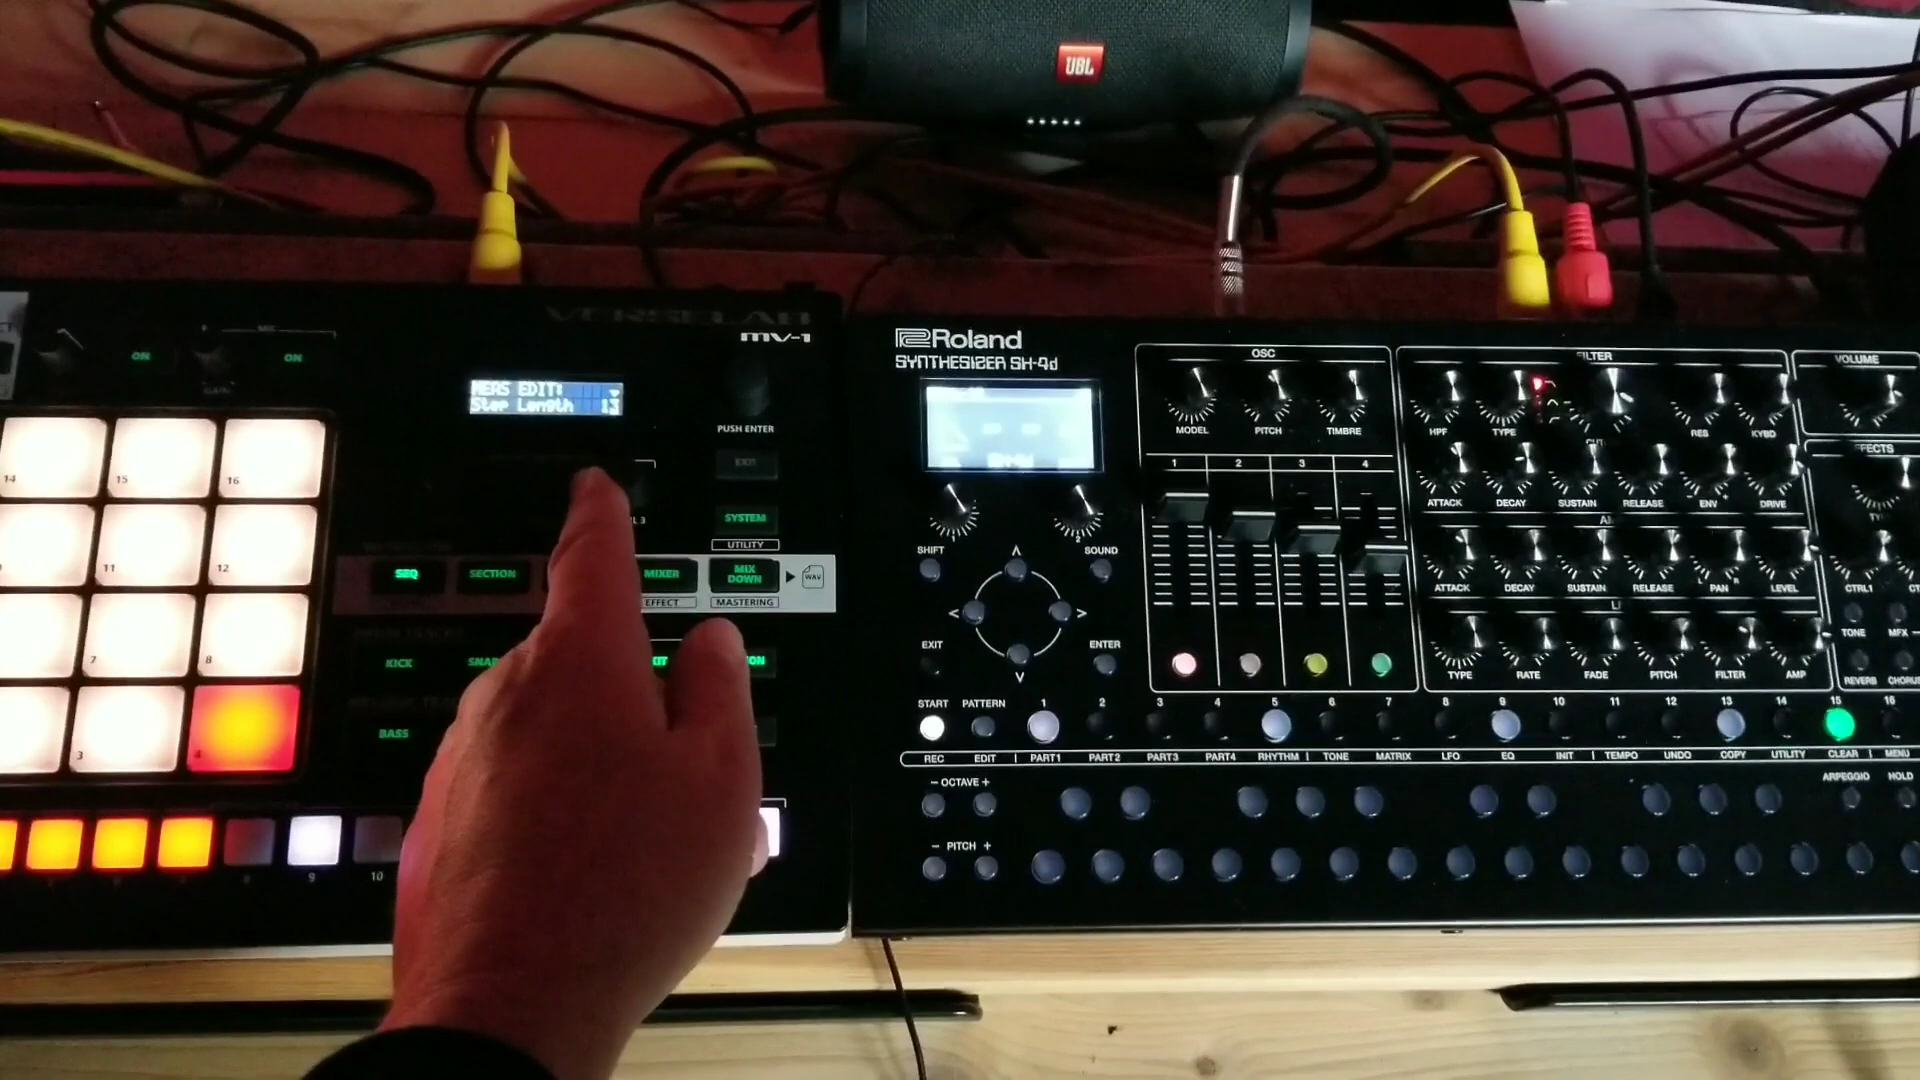 UBL
VERSELAB
MV-1
MIC
GAIN
ON
ON
MEAS EDIT:
Step Length 13
PUSH ENTER
EXIT
SYSTEM
UTILITY
SEQ
SECTION
MIXER
MIX DOWN
WAV
EFFECT
MASTERING
KICK
BASS
14
15
16
11
12
7
8
3
4
9
10
Roland
SYNTHESIZER SH-4d
OSC
MODEL
PITCH
TIMBRE
1
2
3
4
FILTER
HPF
TYPE
RES
KYBD
ATTACK
DECAY
SUSTAIN
RELEASE
- ENV +
DRIVE
ATTACK
DECAY
SUSTAIN
RELEASE
L PAN R
LEVEL
TYPE
RATE
FADE
PITCH
FILTER
AMP
VOLUME
CTRL1
TONE
MFX
REVERB
SHIFT
SOUND
EXIT
ENTER
START
PATTERN
1
2
3
4
5
6
7
8
9
10
11
12
13
14
15
16
REC
EDIT
PART1
PART2
PART3
PART4
RHYTHM
TONE
MATRIX
LFO
EQ
INIT
TEMPO
UNDO
COPY
UTILITY
CLEAR
MENU
- OCTAVE +
ARPEGGIO
HOLD
- PITCH +